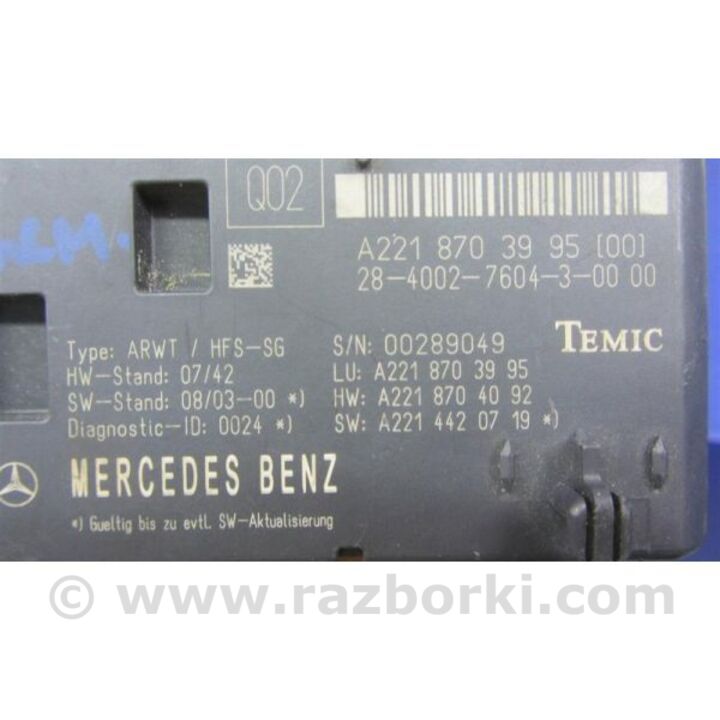 Q02
A221 870 39 95 [00]
28-4002-7604-3-00 00
Type: ARWT / HFS-SG
HW-Stand: 07/42
SW-Stand: 08/03-00 *)
Diagnostic-ID: 0024 *)
S/N: 00289049
LU: A221 870 39 95
HW: A221 870 40 92
SW: A221 442 07 19 *)
TEMIC
MERCEDES BENZ
*) Gueltig bis zu evtl. SW-Aktualisierung
© www.razborki.com